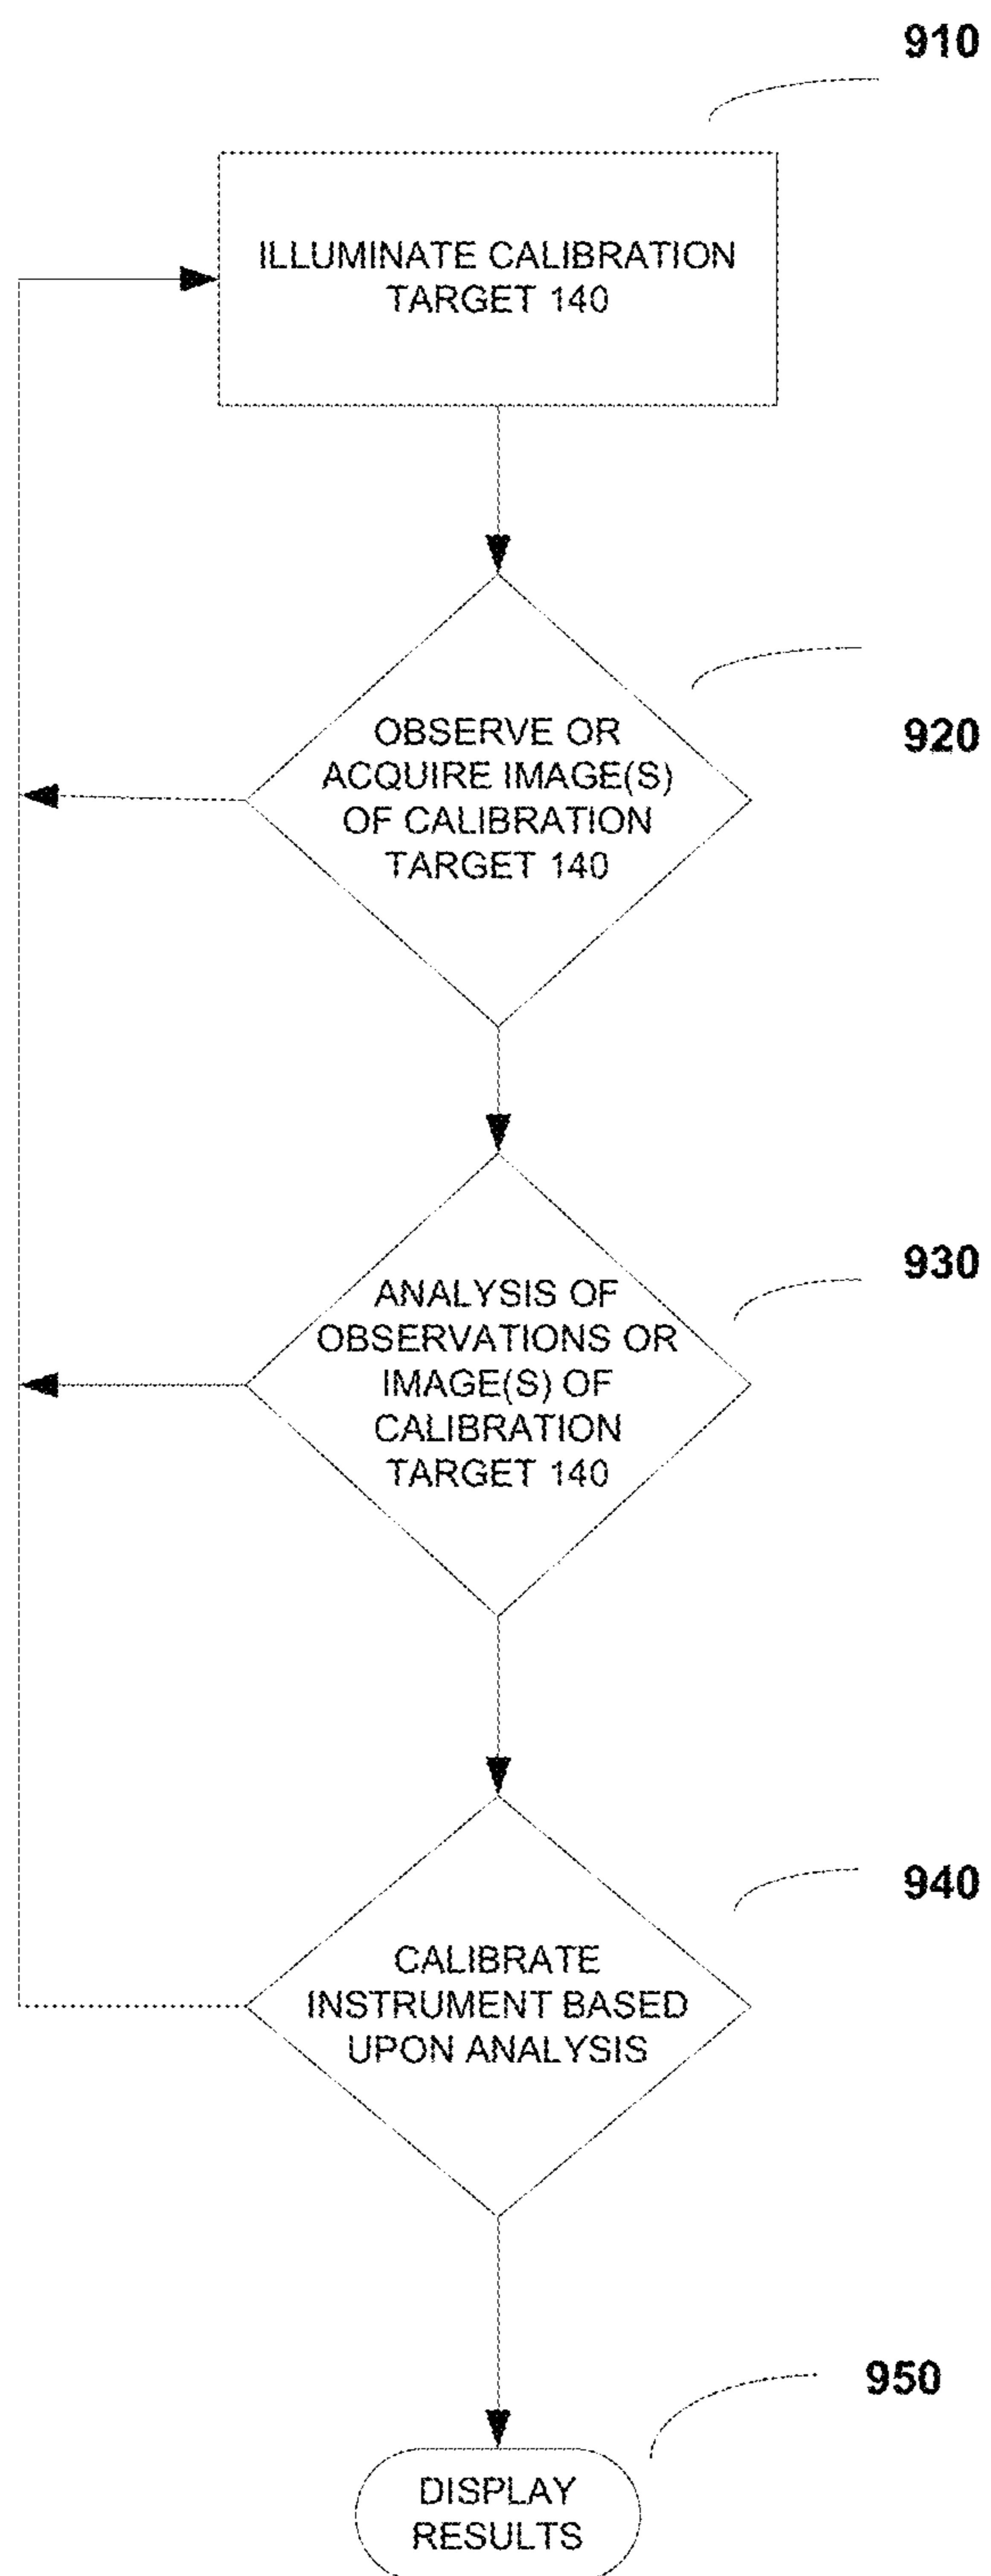 910
ILLUMINATE CALIBRATION
TARGET 140
OBSERVE OR
ACQUIRE IMAGE(S)
OF CALIBRATION
TARGET 140
920
ANALYSIS OF
OBSERVATIONS OR
IMAGE(S) OF
CALIBRATION
TARGET 140
930
CALIBRATE
INSTRUMENT BASED
UPON ANALYSIS
940
950
DISPLAY
RESULTS